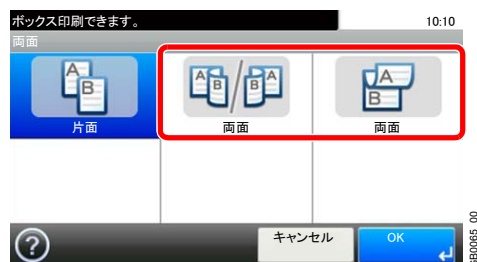 ボックス印刷できます。 10:10
両面
A B
A B / B A
A B
片面 両面 両面
? キャンセル OK